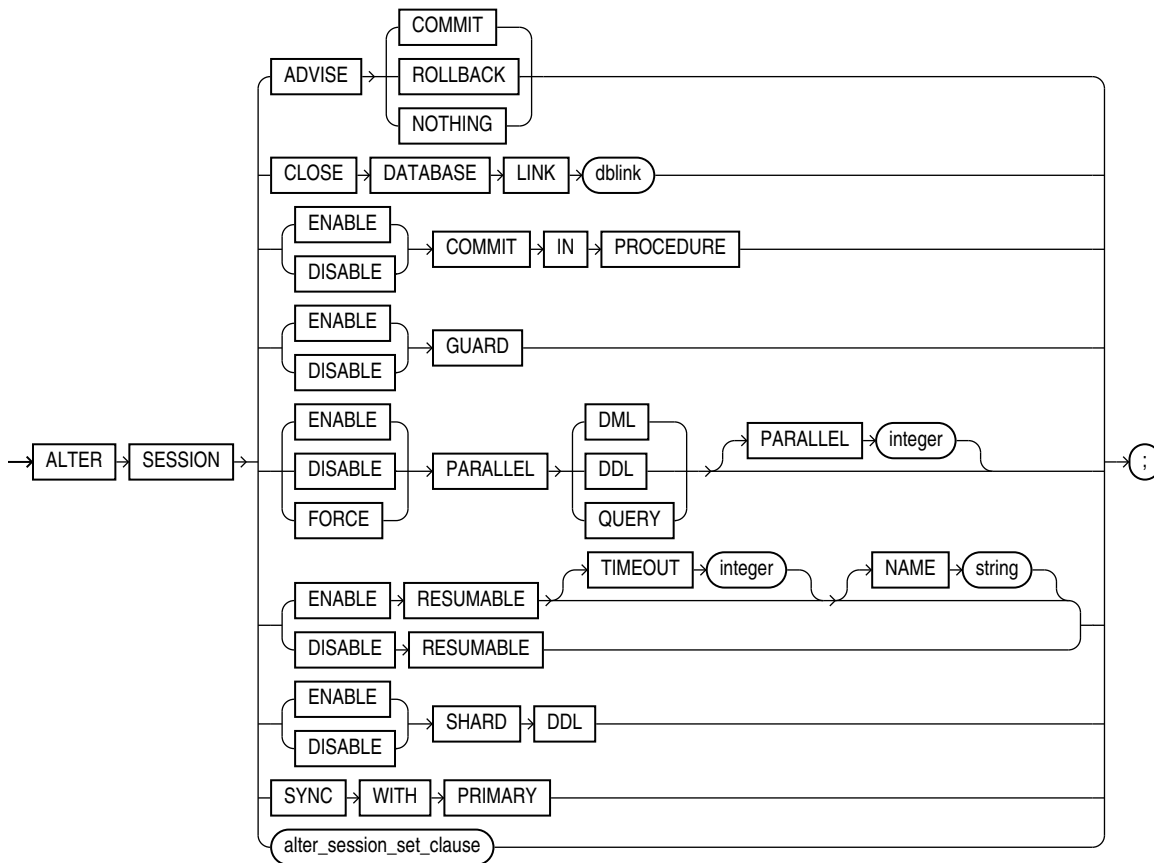 COMMIT
ADVISE ROLLBACK
NOTHING
CLOSE DATABASE LINK dblink
ENABLE
COMMIT IN PROCEDURE
DISABLE
ENABLE
GUARD
DISABLE
ENABLE DML PARALLEL integer
ALTER SESSION DISABLE PARALLEL DDL ;
FORCE QUERY
TIMEOUT integer NAME string
ENABLE RESUMABLE
DISABLE RESUMABLE
ENABLE
SHARD DDL
DISABLE
SYNC WITH PRIMARY
alter_session_set_clause